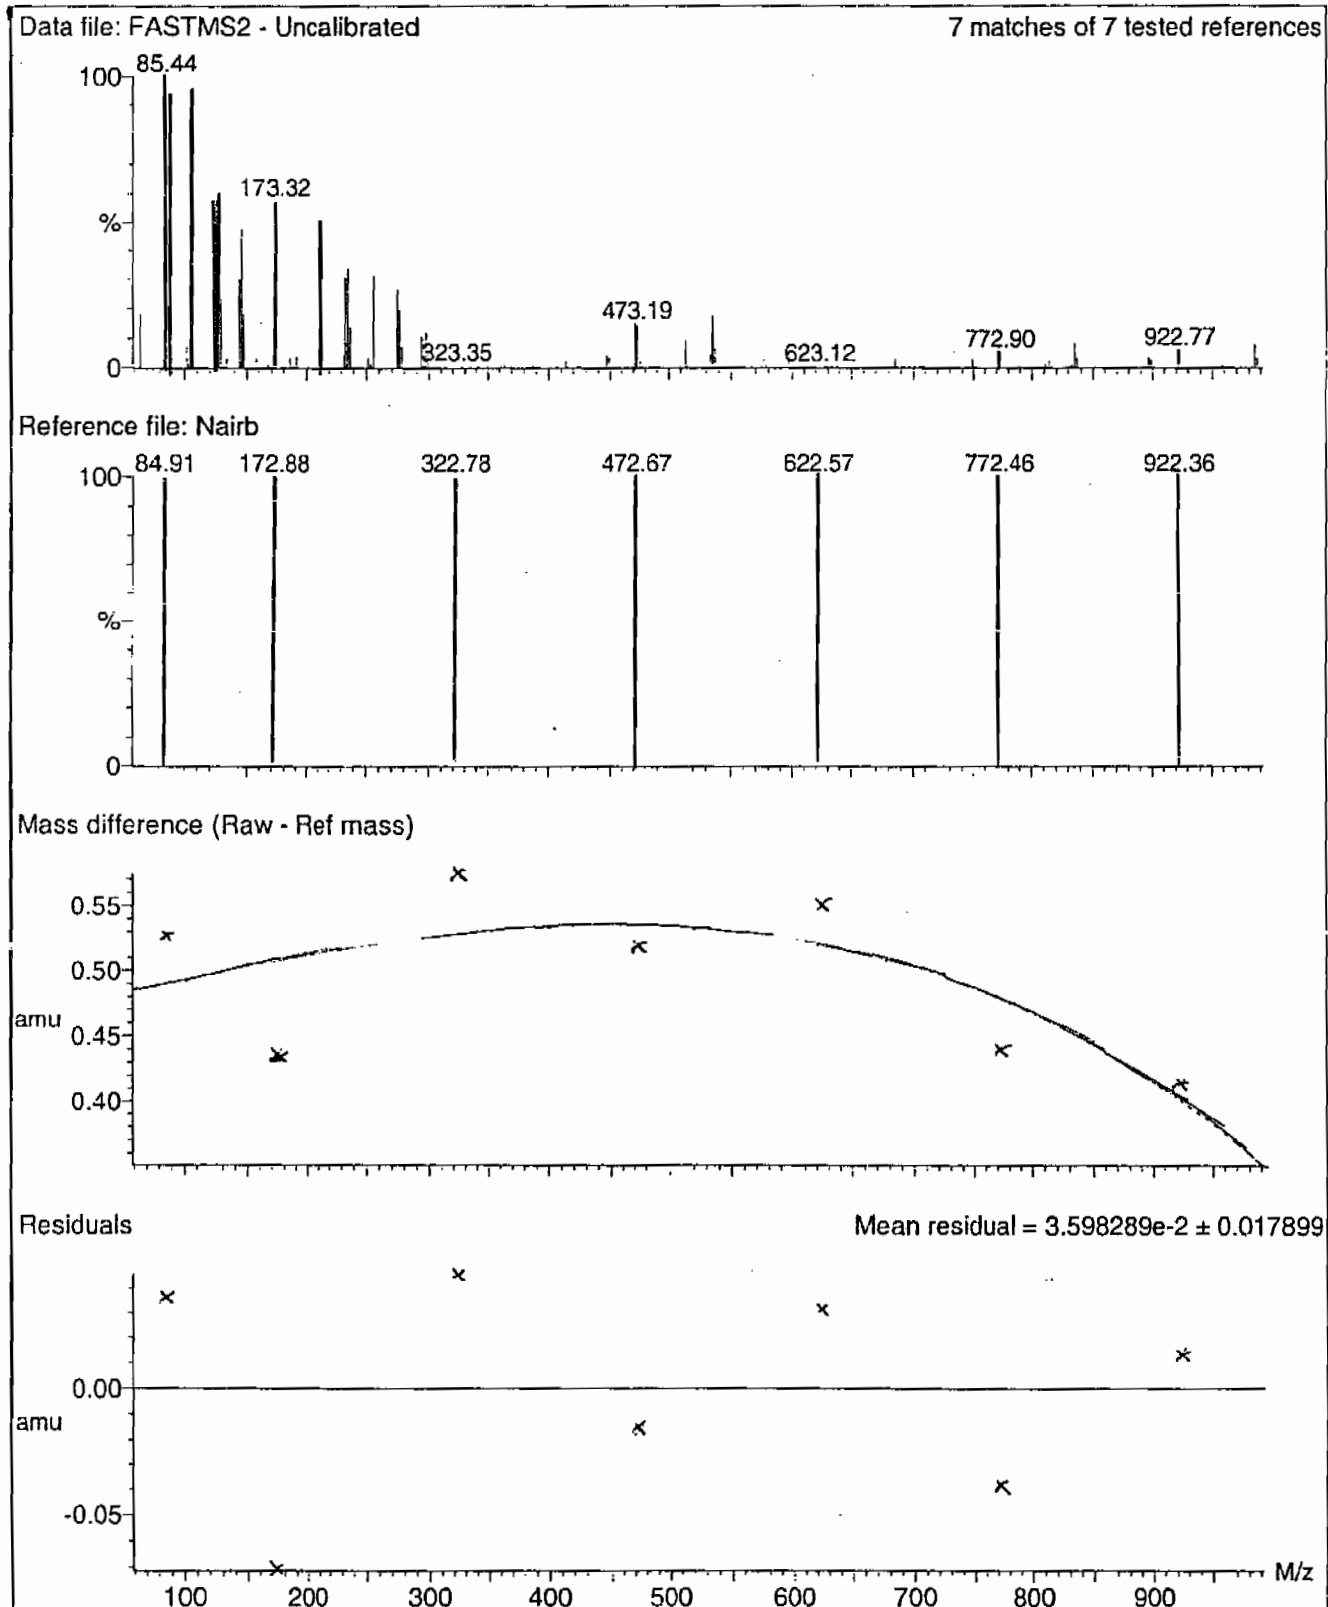 Data file: FASTMS2 - Uncalibrated 7 matches of 7 tested references
85.44
100
173.32
%
473.19
323.35
623.12
772.90
922.77
0
Reference file: Nairb
84.91 172.88 322.78 472.67 622.57 772.46 922.36
100
%
0
Mass difference (Raw - Ref mass)
0.55
0.50
amu
0.45
0.40
Residuals Mean residual = 3.598289e-2 ± 0.017899
0.00
amu
-0.05
M/z
100 200 300 400 500 600 700 800 900